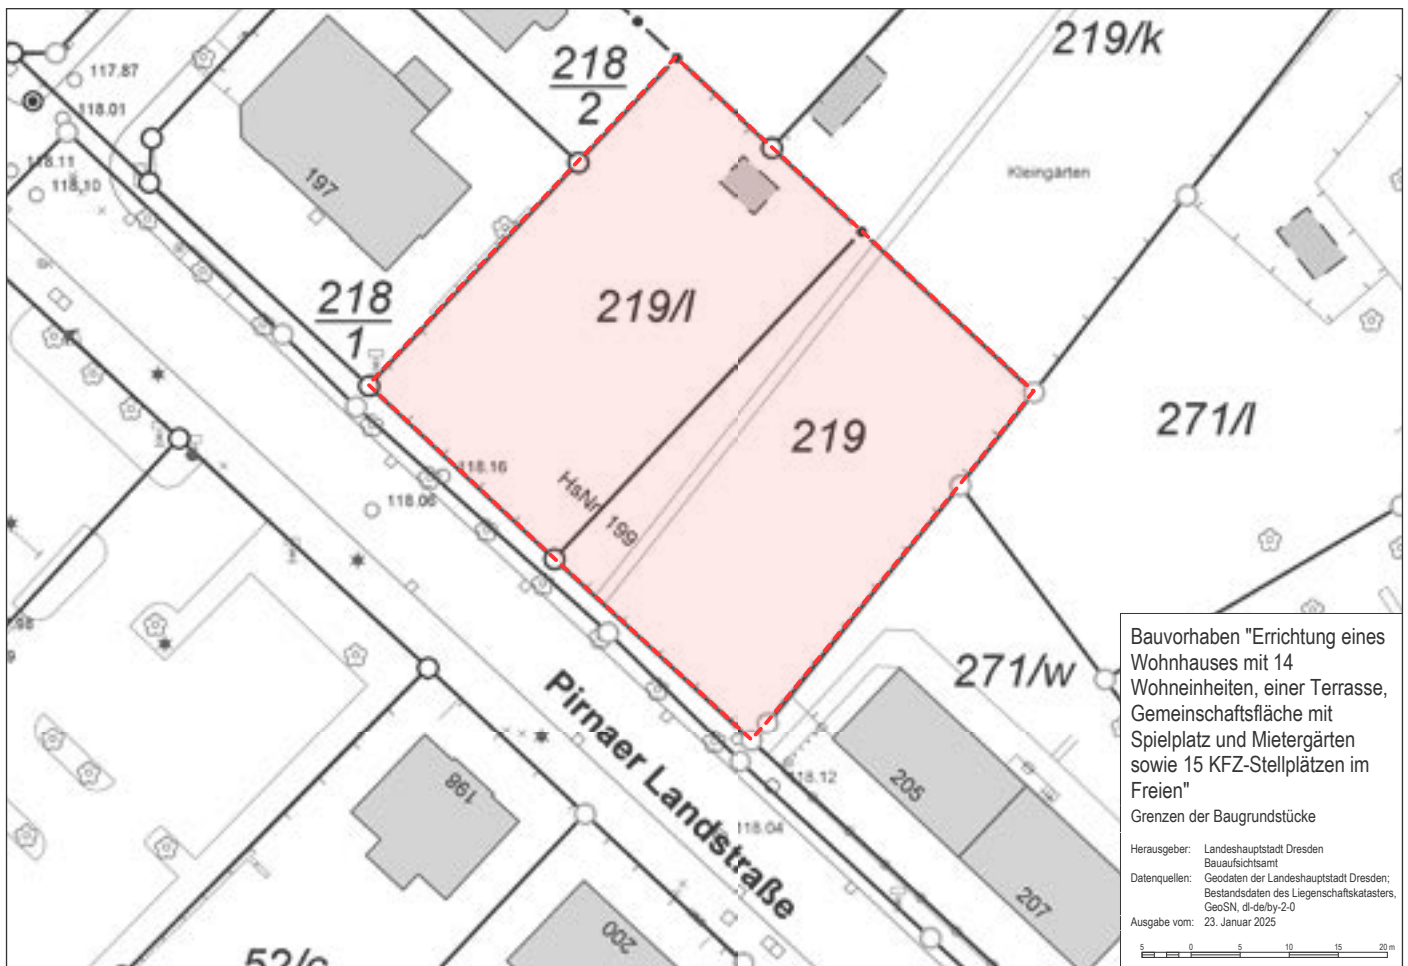 219/k
218
2
117.87
118.01
118.11
118.10
197
Kleingärten
218
1
219/l
219
271/l
118.16
118.06
HsNr. 199
271/w
Pirnaer Landstraße
118.12
118.04
198
205
207
200
Bauvorhaben "Errichtung eines
Wohnhauses mit 14
Wohneinheiten, einer Terrasse,
Gemeinschaftsfläche mit
Spielplatz und Mietergärten
sowie 15 KFZ-Stellplätzen im
Freien"
Grenzen der Baugrundstücke
Herausgeber: Landeshauptstadt Dresden
Bauaufsichtsamt
Datenquellen: Geodaten der Landeshauptstadt Dresden;
Bestandsdaten des Liegenschaftskatasters,
GeoSN, dl-de/by-2-0
Ausgabe vom: 23. Januar 2025
5 0 5 10 15 20 m